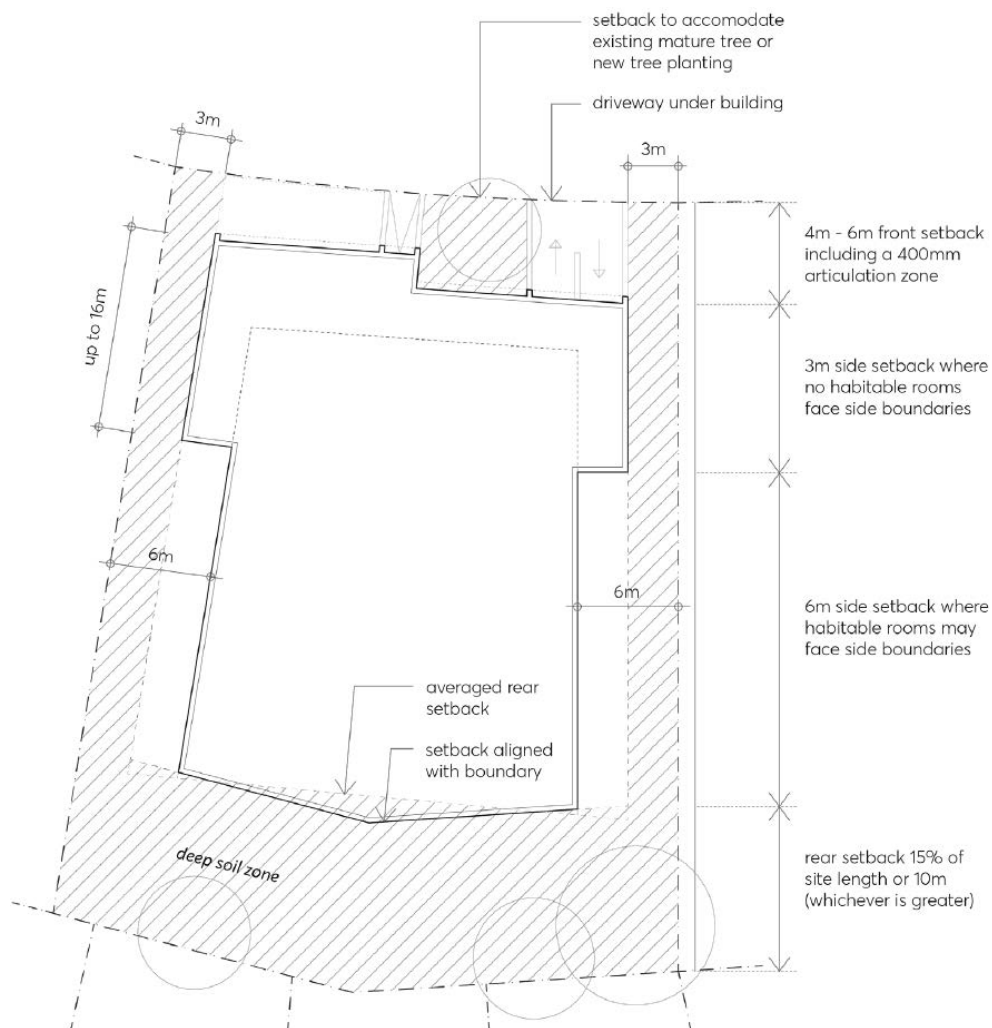 setback to accomodate
existing mature tree or
new tree planting
driveway under building
3m
3m
4m - 6m front setback
including a 400mm
articulation zone
up to 16m
3m side setback where
no habitable rooms
face side boundaries
6m
6m
6m side setback where
habitable rooms may
face side boundaries
averaged rear
setback
setback aligned
with boundary
deep soil zone
rear setback 15% of
site length or 10m
(whichever is greater)